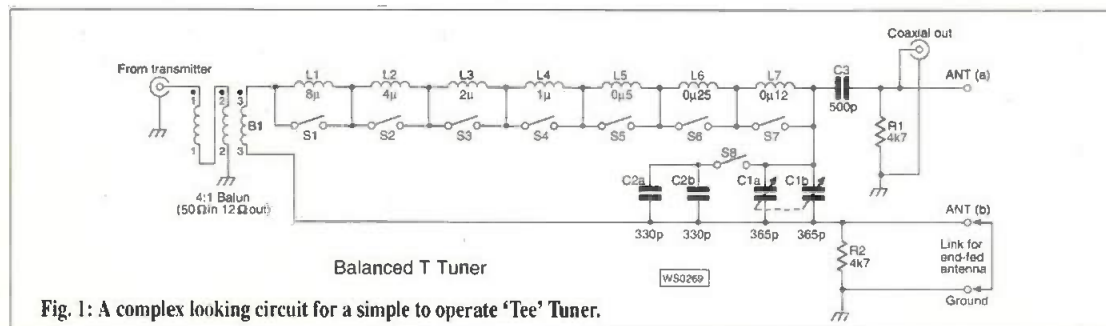 From transmitter
1
2
3
B1
1
2
3
4:1 Balun
(50Ω in 12Ω out)
L1
8µ
S1
L2
4µ
S2
L3
2µ
S3
L4
1µ
S4
L5
0µ5
S5
L6
0µ25
S6
L7
0µ12
S7
C3
500p
Coaxial out
ANT (a)
R1
4k7
S8
C2a
330p
C2b
330p
C1a
365p
C1b
365p
ANT (b)
R2
4k7
Link for
end-fed
antenna
Ground
Balanced T Tuner
WS0269
Fig. 1: A complex looking circuit for a simple to operate ‘Tee’ Tuner.